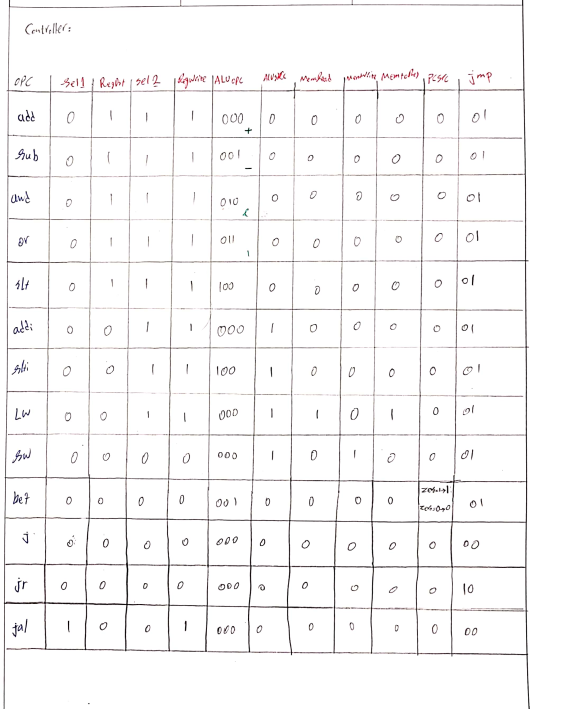 Controller:
OPC sel1 RegDst sel2 RegWrite ALUOPC ALUSRC MemRead MemWrite MemtoReg PCSrc jmp
add 0 1 1 1 000 + 0 0 0 0 0 01
sub 0 1 1 1 001 - 0 0 0 0 0 01
and 0 1 1 1 010 & 0 0 0 0 0 01
or 0 1 1 1 011 | 0 0 0 0 0 01
slt 0 1 1 1 100 0 0 0 0 0 01
addi 0 0 1 1 000 1 0 0 0 0 01
slti 0 0 1 1 100 1 0 0 0 0 01
LW 0 0 1 1 000 1 1 0 1 0 01
SW 0 0 0 0 000 1 0 1 0 0 01
beq 0 0 0 0 001 0 0 0 0 01
j 0 0 0 0 000 0 0 0 0 0 00
jr 0 0 0 0 000 0 0 0 0 0 10
jal 1 0 0 1 000 0 0 0 0 0 00